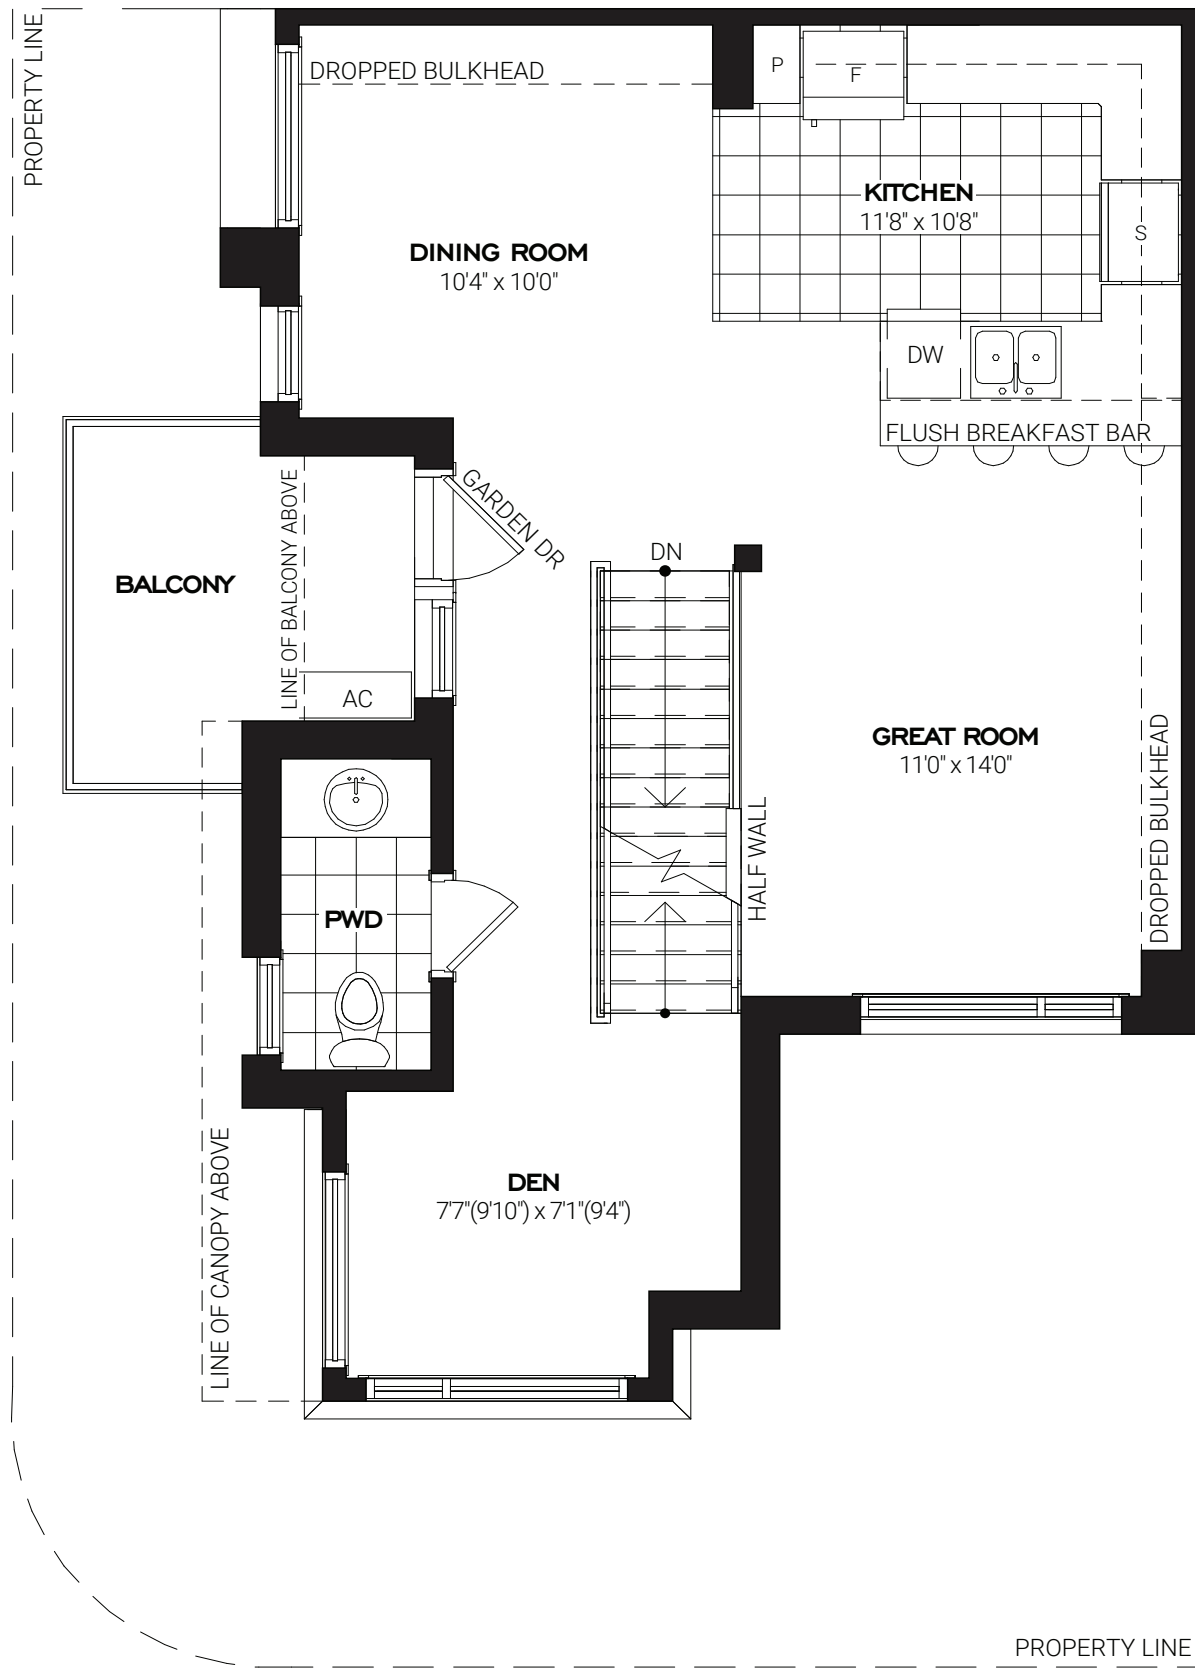 PROPERTY LINE
DROPPED BULKHEAD
P
F
KITCHEN
11'8" x 10'8"
S
DINING ROOM
10'4" x 10'0"
DW
FLUSH BREAKFAST BAR
GARDEN DR
LINE OF BALCONY ABOVE
BALCONY
DN
AC
GREAT ROOM
11'0" x 14'0"
DROPPED BULKHEAD
HALF WALL
PWD
LINE OF CANOPY ABOVE
DEN
7'7"(9'10") x 7'1"(9'4")
PROPERTY LINE